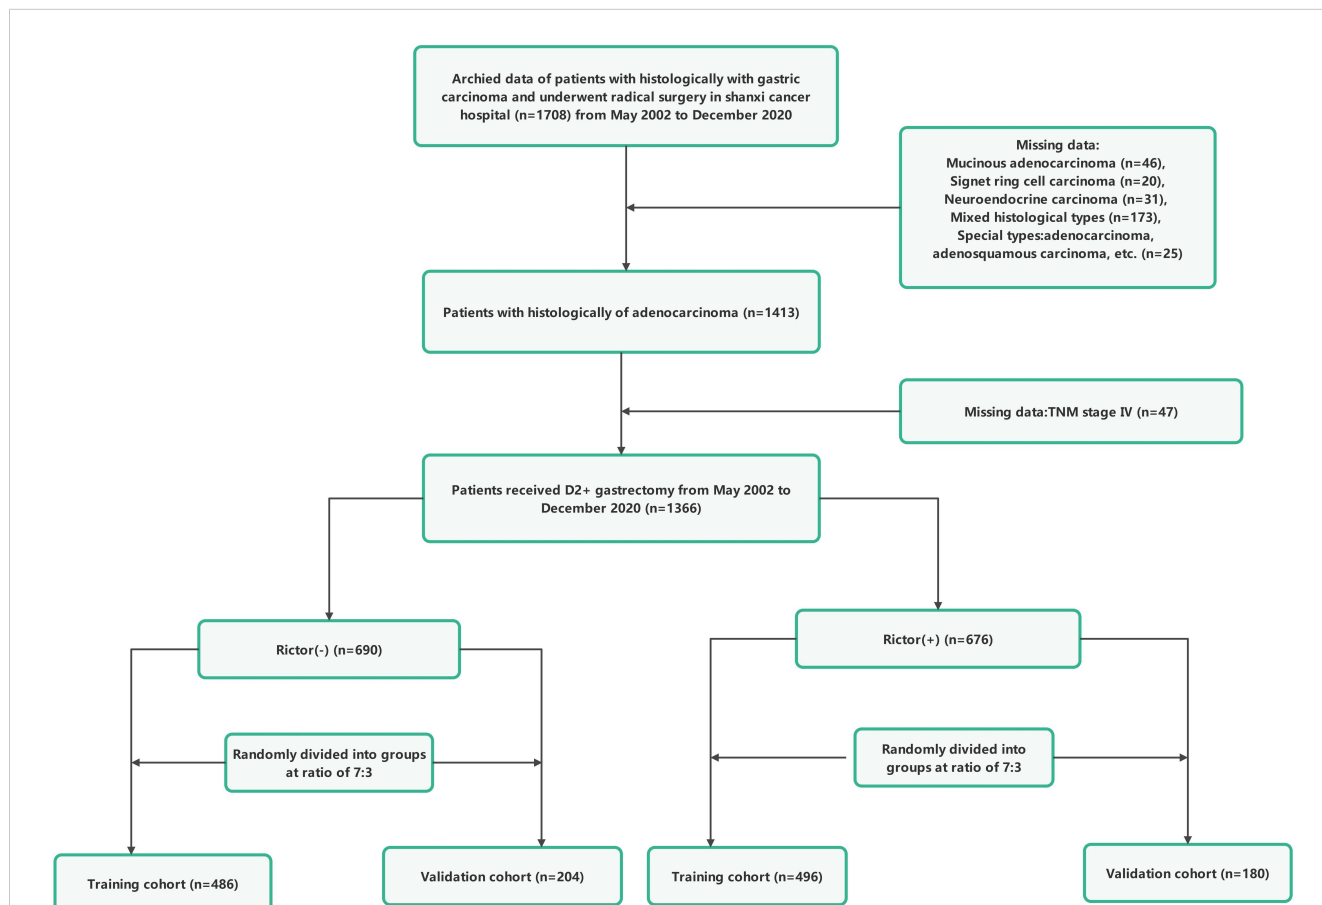 Archied data of patients with histologically with gastric
carcinoma and underwent radical surgery in shanxi cancer
hospital (n=1708) from May 2002 to December 2020
Missing data:
Mucinous adenocarcinoma (n=46),
Signet ring cell carcinoma (n=20),
Neuroendocrine carcinoma (n=31),
Mixed histological types (n=173),
Special types:adenocarcinoma,
adenosquamous carcinoma, etc. (n=25)
Patients with histologically of adenocarcinoma (n=1413)
Missing data:TNM stage IV (n=47)
Patients received D2+ gastrectomy from May 2002 to
December 2020 (n=1366)
Rictor(-) (n=690)
Rictor(+) (n=676)
Randomly divided into groups
at ratio of 7:3
Randomly divided into
groups at ratio of 7:3
Training cohort (n=486)
Validation cohort (n=204)
Training cohort (n=496)
Validation cohort (n=180)